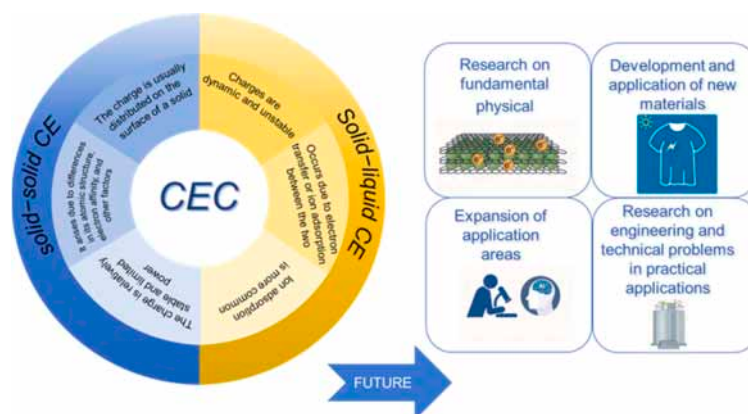 solid-solid CE
The charge is usually
distributed on the
surface of a solid
It arises due to differences
in its atomic structure,
electron affinity, and
other factors
The charge is relatively
stable and limited
power
CEC
Solid-liquid CE
Charges are
dynamic and unstable
Occurs due to electron
transfer or ion adsorption
between the two
Ion adsorption
is more common
FUTURE
Research on
fundamental
physical
Development and
application of new
materials
Expansion of
application
areas
Research on
engineering and
technical problems
in practical
applications